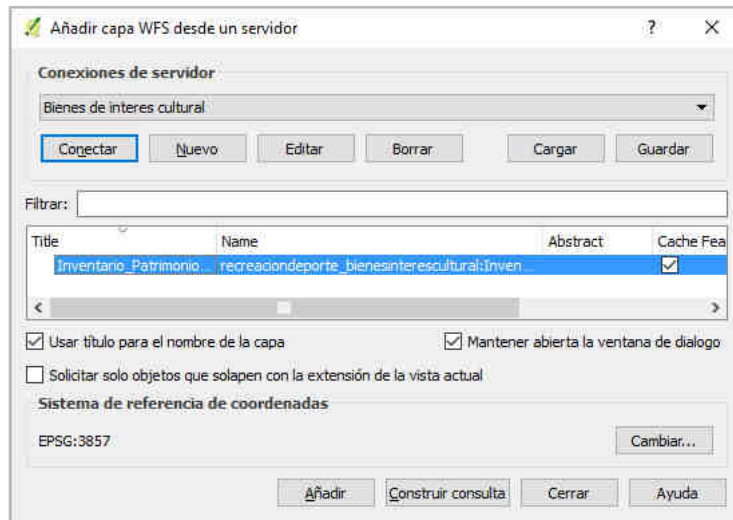 Añadir capa WFS desde un servidor ? X
Conexiones de servidor
Bienes de interes cultural
Conectar Nuevo Editar Borrar Cargar Guardar
Filtrar:
Title Name Abstract Cache Fea
Inventario_Patrimonio... recreaciondeporte_bienesinterescultural:Inven... 
Usar título para el nombre de la capa Mantener abierta la ventana de dialogo
Solicitar solo objetos que solapen con la extensión de la vista actual
Sistema de referencia de coordenadas
EPSG:3857 Cambiar...
Añadir Construir consulta Cerrar Ayuda